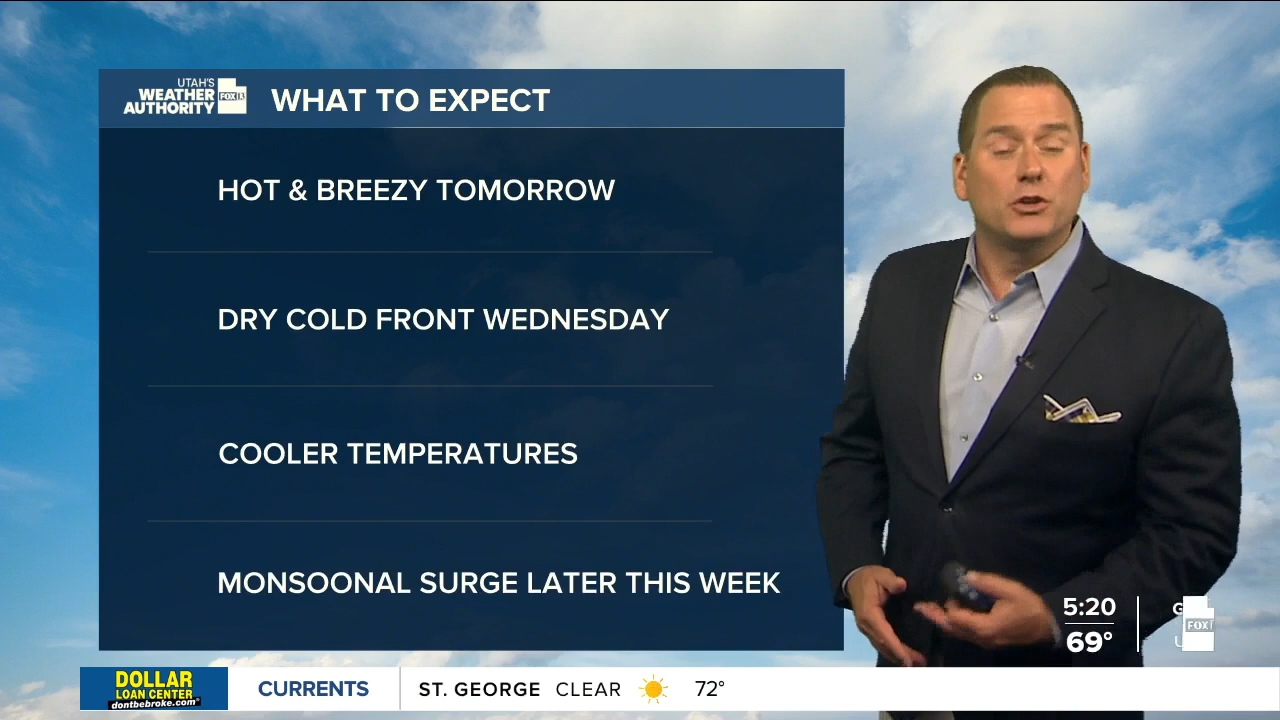 UTAH'S
WEATHER
AUTHORITY
FOX 13
WHAT TO EXPECT
HOT & BREEZY TOMORROW
DRY COLD FRONT WEDNESDAY
COOLER TEMPERATURES
MONSOONAL SURGE LATER THIS WEEK
5:20
69°
FOX
DOLLAR
LOAN CENTER
dontbebroke.com
CURRENTS
ST. GEORGE CLEAR 72°